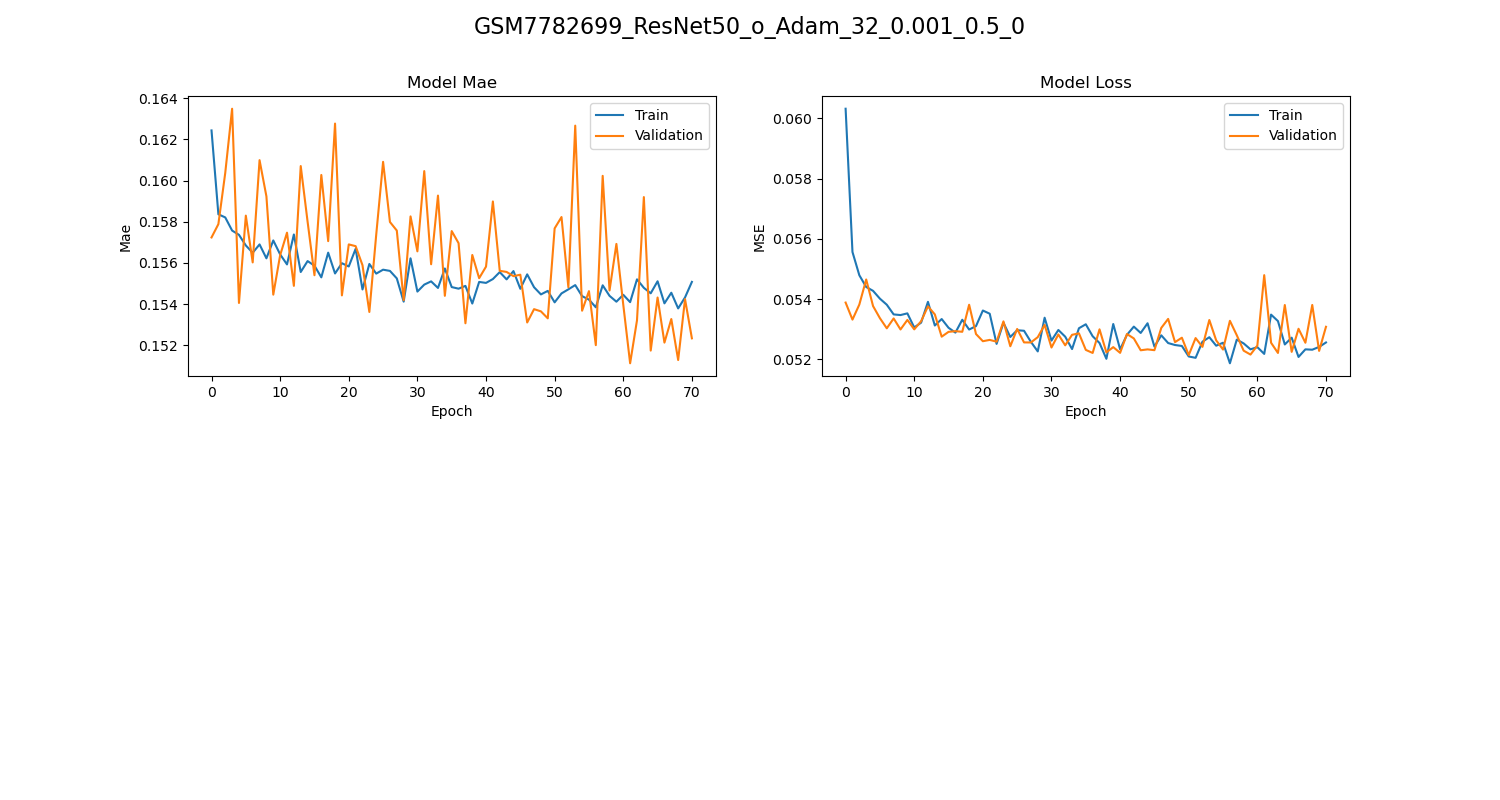 GSM7782699_ResNet50_o_Adam_32_0.001_0.5_0
Model Mae
0.164
0.162
0.160
0.158
0.156
0.154
0.152
Mae
Train
Validation
0 10 20 30 40 50 60 70
Epoch
Model Loss
0.060
0.058
0.056
0.054
0.052
MSE
Train
Validation
0 10 20 30 40 50 60 70
Epoch